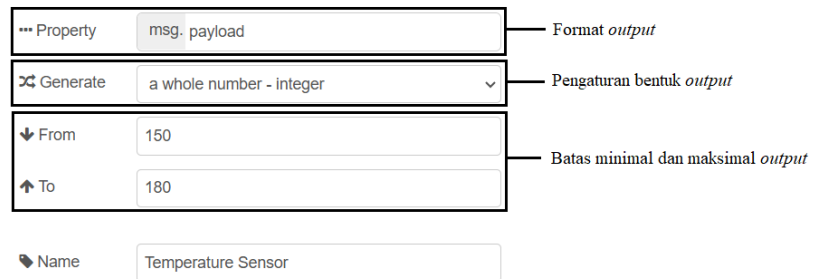 Property msg. payload Format output
Generate a whole number - integer Pengaturan bentuk output
From 150
Batas minimal dan maksimal output
To 180
Name Temperature Sensor